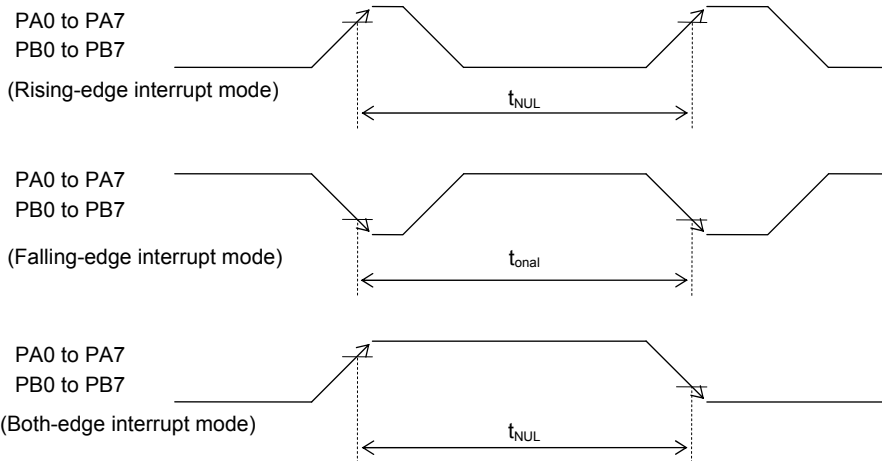 PA0 to PA7
PB0 to PB7
(Rising-edge interrupt mode)
tNUL
PA0 to PA7
PB0 to PB7
(Falling-edge interrupt mode)
tonal
PA0 to PA7
PB0 to PB7
(Both-edge interrupt mode)
tNUL